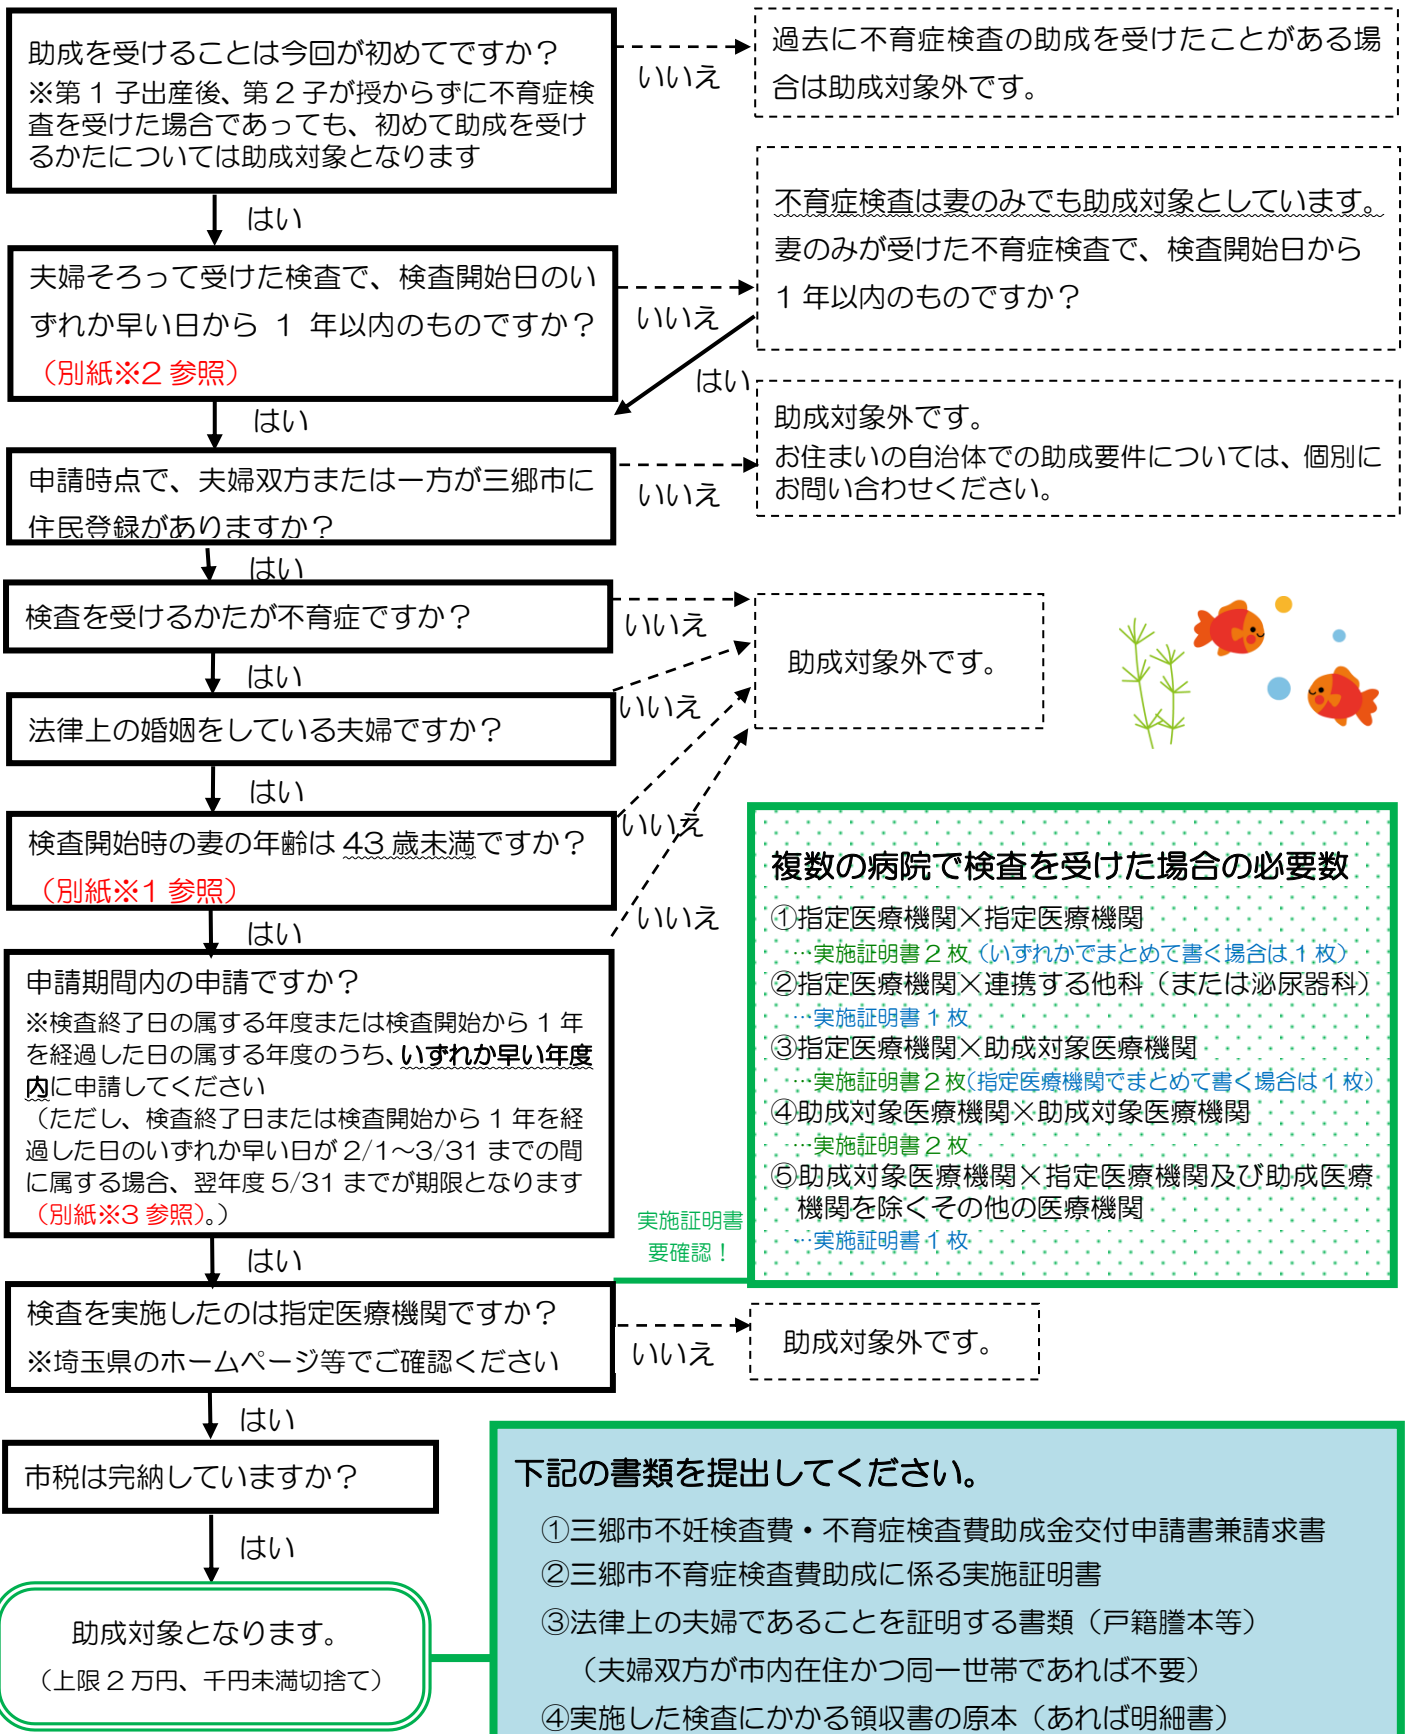 助成を受けることは今回が初めてですか？
※第１子出産後、第２子が授からずに不育症検
査を受けた場合であっても、初めて助成を受け
るかたについては助成対象となります
いいえ
過去に不育症検査の助成を受けたことがある場
合は助成対象外です。
はい
夫婦そろって受けた検査で、検査開始日のい
ずれか早い日から 1 年以内のものですか？
（別紙※2 参照）
いいえ
不育症検査は妻のみでも助成対象としています。
妻のみが受けた不育症検査で、検査開始日から
1 年以内のものですか？
はい
はい
申請時点で、夫婦双方または一方が三郷市に
住民登録がありますか？
いいえ
助成対象外です。
お住まいの自治体での助成要件については、個別に
お問い合わせください。
はい
検査を受けるかたが不育症ですか？
いいえ
助成対象外です。
はい
法律上の婚姻をしている夫婦ですか？
いいえ
はい
検査開始時の妻の年齢は 43 歳未満ですか？
（別紙※1 参照）
いいえ
はい
申請期間内の申請ですか？
※検査終了日の属する年度または検査開始から 1 年
を経過した日の属する年度のうち、いずれか早い年度
内に申請してください
（ただし、検査終了日または検査開始から 1 年を経
過した日のいずれか早い日が 2/1～3/31 までの間
に属する場合、翌年度 5/31 までが期限となります
（別紙※3 参照）。）
いいえ
複数の病院で検査を受けた場合の必要数
①指定医療機関×指定医療機関
…実施証明書２枚（いずれかでまとめて書く場合は 1 枚）
②指定医療機関×連携する他科（または泌尿器科）
…実施証明書１枚
③指定医療機関×助成対象医療機関
…実施証明書２枚（指定医療機関でまとめて書く場合は１枚）
④助成対象医療機関×助成対象医療機関
…実施証明書２枚
⑤助成対象医療機関×指定医療機関及び助成医療
機関を除くその他の医療機関
…実施証明書１枚
実施証明書
要確認！
はい
検査を実施したのは指定医療機関ですか？
※埼玉県のホームページ等でご確認ください
いいえ
助成対象外です。
はい
市税は完納していますか？
はい
助成対象となります。
（上限２万円、千円未満切捨て）
下記の書類を提出してください。
①三郷市不妊検査費・不育症検査費助成金交付申請書兼請求書
②三郷市不育症検査費助成に係る実施証明書
③法律上の夫婦であることを証明する書類（戸籍謄本等）
（夫婦双方が市内在住かつ同一世帯であれば不要）
④実施した検査にかかる領収書の原本（あれば明細書）